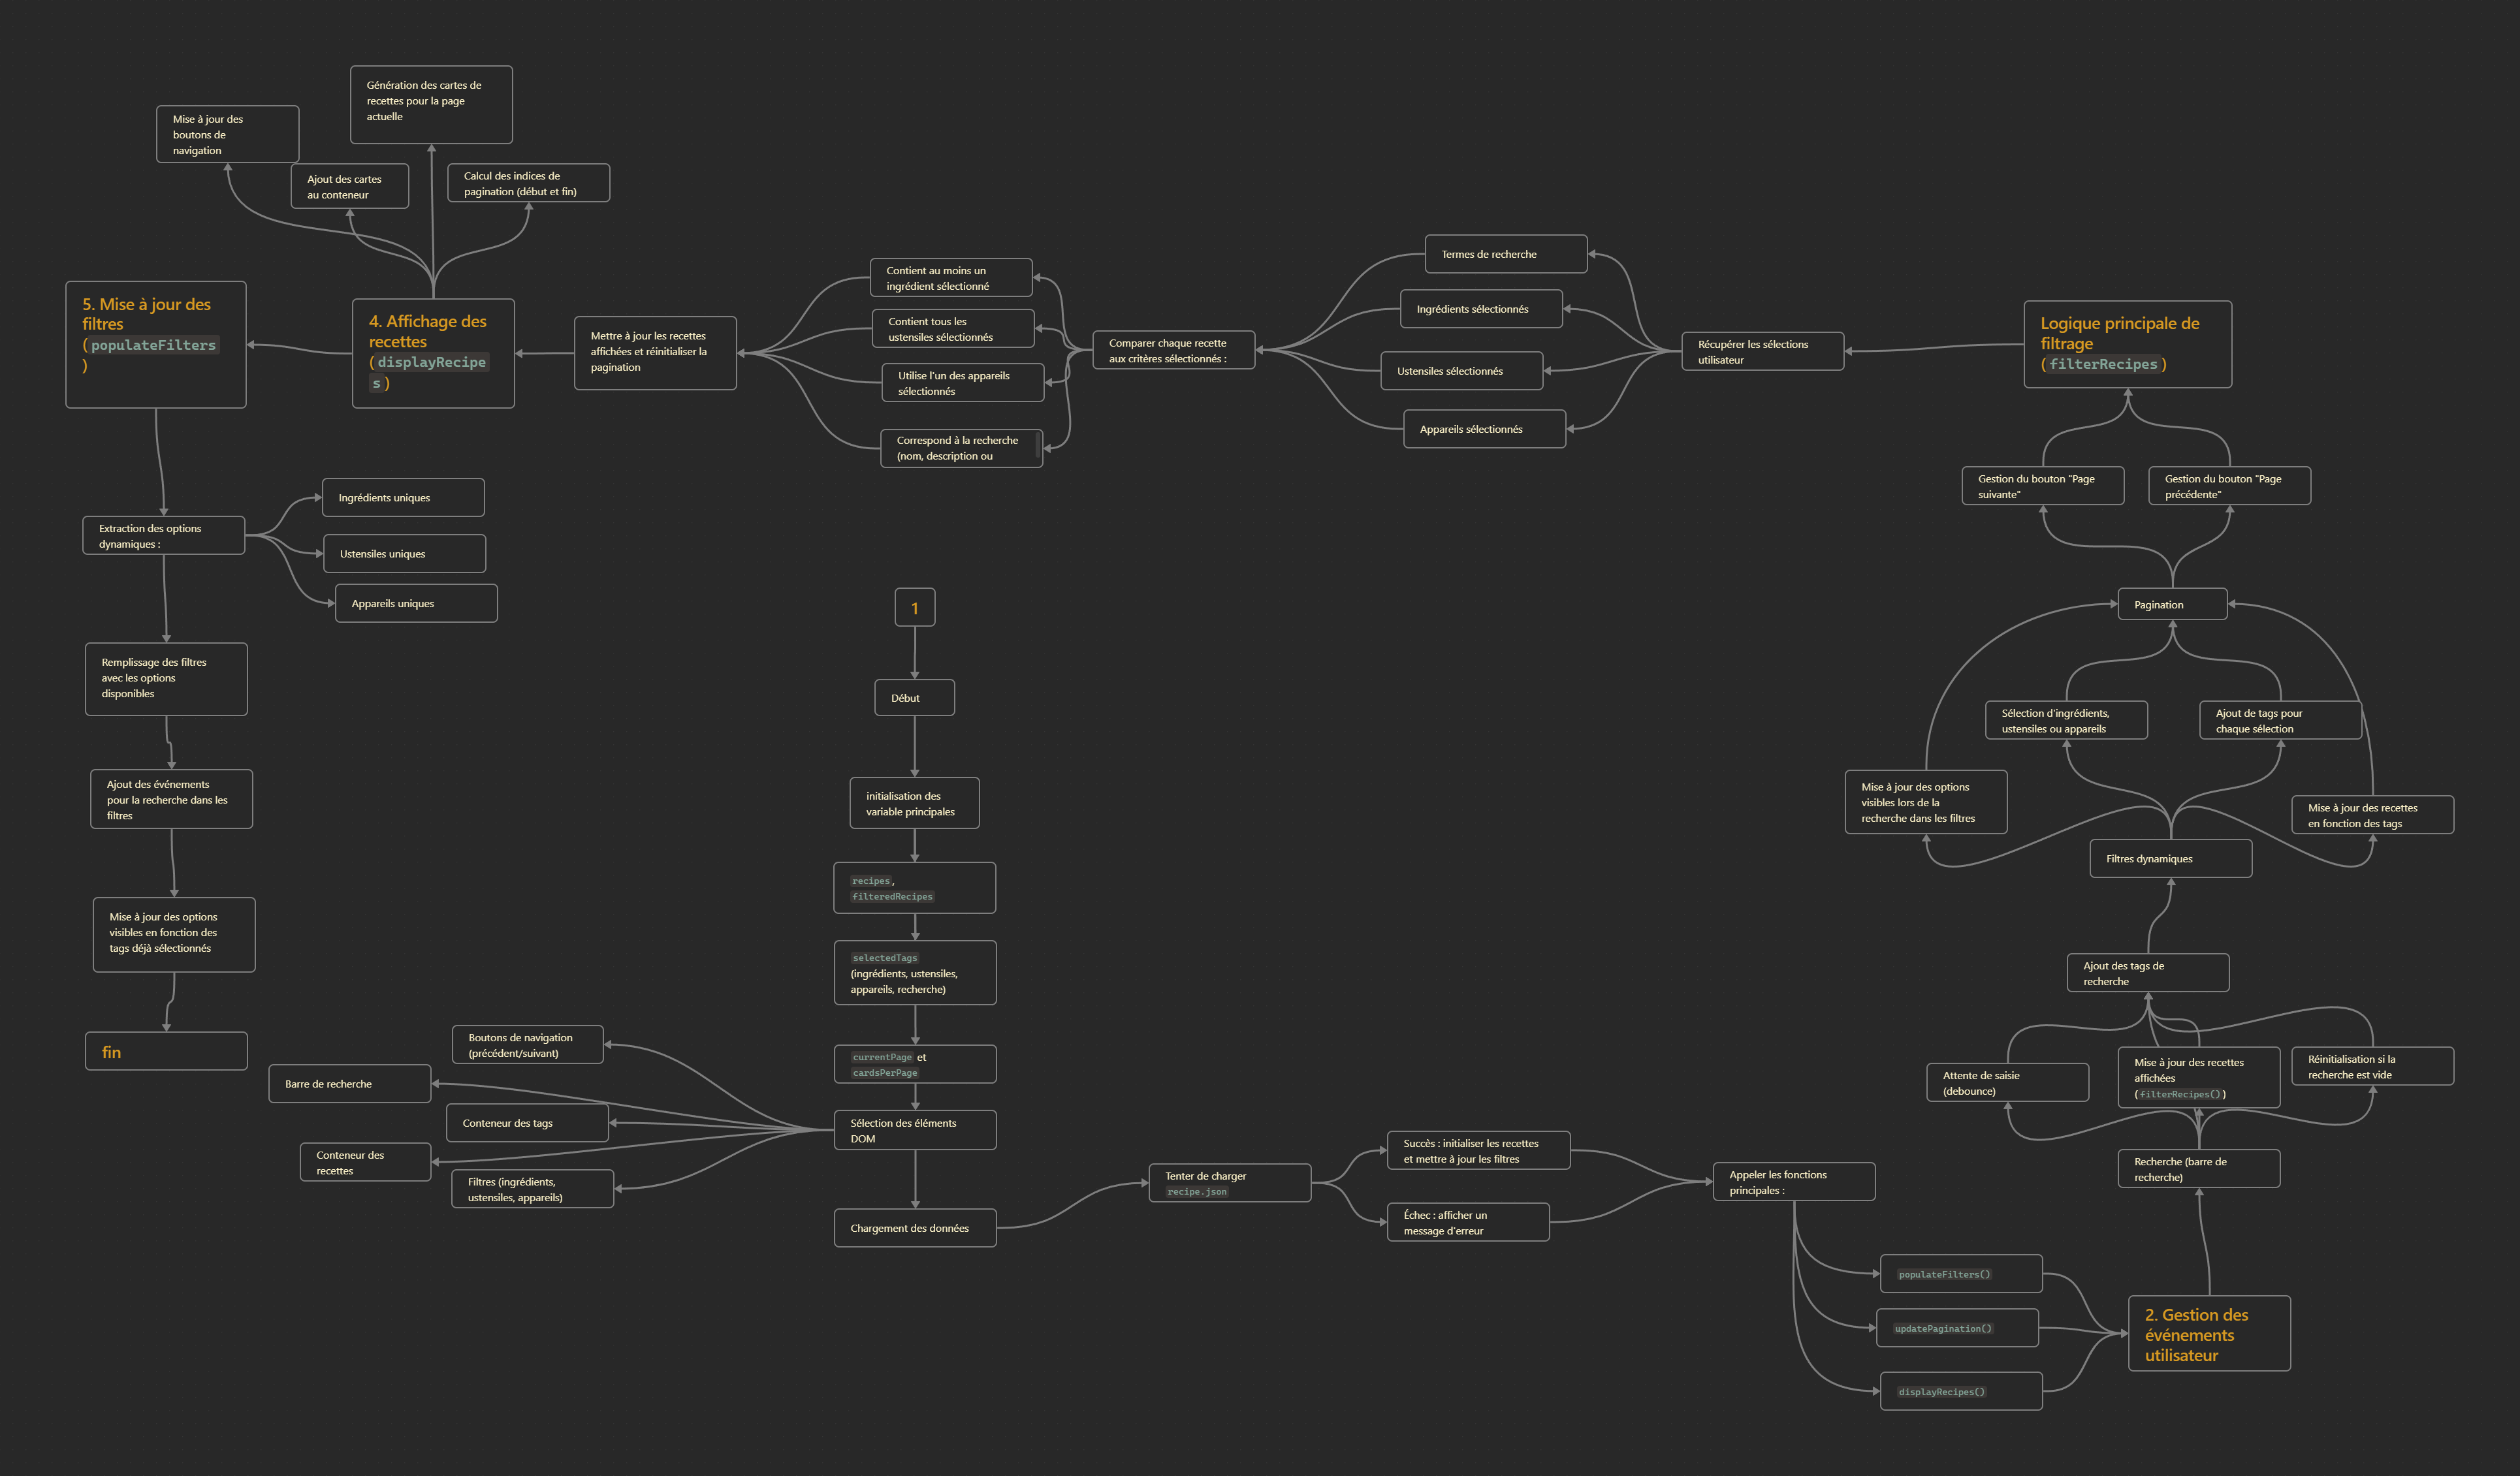 Génération des cartes de
recettes pour la page
actuelle
Mise à jour des
boutons de
navigation
Ajout des cartes
au conteneur
Calcul des indices de
pagination (début et fin)
5. Mise à jour des
filtres
(populateFilters
)
4. Affichage des
recettes
(displayRecipe
s)
Mettre à jour les recettes
affichées et réinitialiser la
pagination
Contient au moins un
ingrédient sélectionné
Contient tous les
ustensiles sélectionnés
Utilise l'un des appareils
sélectionnés
Correspond à la recherche
(nom, description ou
Comparer chaque recette
aux critères sélectionnés :
Termes de recherche
Ingrédients sélectionnés
Ustensiles sélectionnés
Appareils sélectionnés
Récupérer les sélections
utilisateur
Logique principale de
filtrage
(filterRecipes)
Gestion du bouton "Page
suivante"
Gestion du bouton "Page
précédente"
Extraction des options
dynamiques :
Ingrédients uniques
Ustensiles uniques
Appareils uniques
Remplissage des filtres
avec les options
disponibles
Ajout des événements
pour la recherche dans les
filtres
Mise à jour des options
visibles en fonction des
tags déjà sélectionnés
fin
1
Début
initialisation des
variable principales
recipes,
filteredRecipes
selectedTags
(ingrédients, ustensiles,
appareils, recherche)
currentPage et
cardsPerPage
Sélection des éléments
DOM
Chargement des données
Boutons de navigation
(précédent/suivant)
Barre de recherche
Conteneur des tags
Conteneur des
recettes
Filtres (ingrédients,
ustensiles, appareils)
Tenter de charger
recipe.json
Succès : initialiser les recettes
et mettre à jour les filtres
Échec : afficher un
message d'erreur
Appeler les fonctions
principales :
populateFilters()
updatePagination()
displayRecipes()
Pagination
Sélection d'ingrédients,
ustensiles ou appareils
Ajout de tags pour
chaque sélection
Mise à jour des options
visibles lors de la
recherche dans les filtres
Mise à jour des recettes
en fonction des tags
Filtres dynamiques
Ajout des tags de
recherche
Attente de saisie
(debounce)
Mise à jour des recettes
affichées
(filterRecipes())
Réinitialisation si la
recherche est vide
Recherche (barre de
recherche)
2. Gestion des
événements
utilisateur